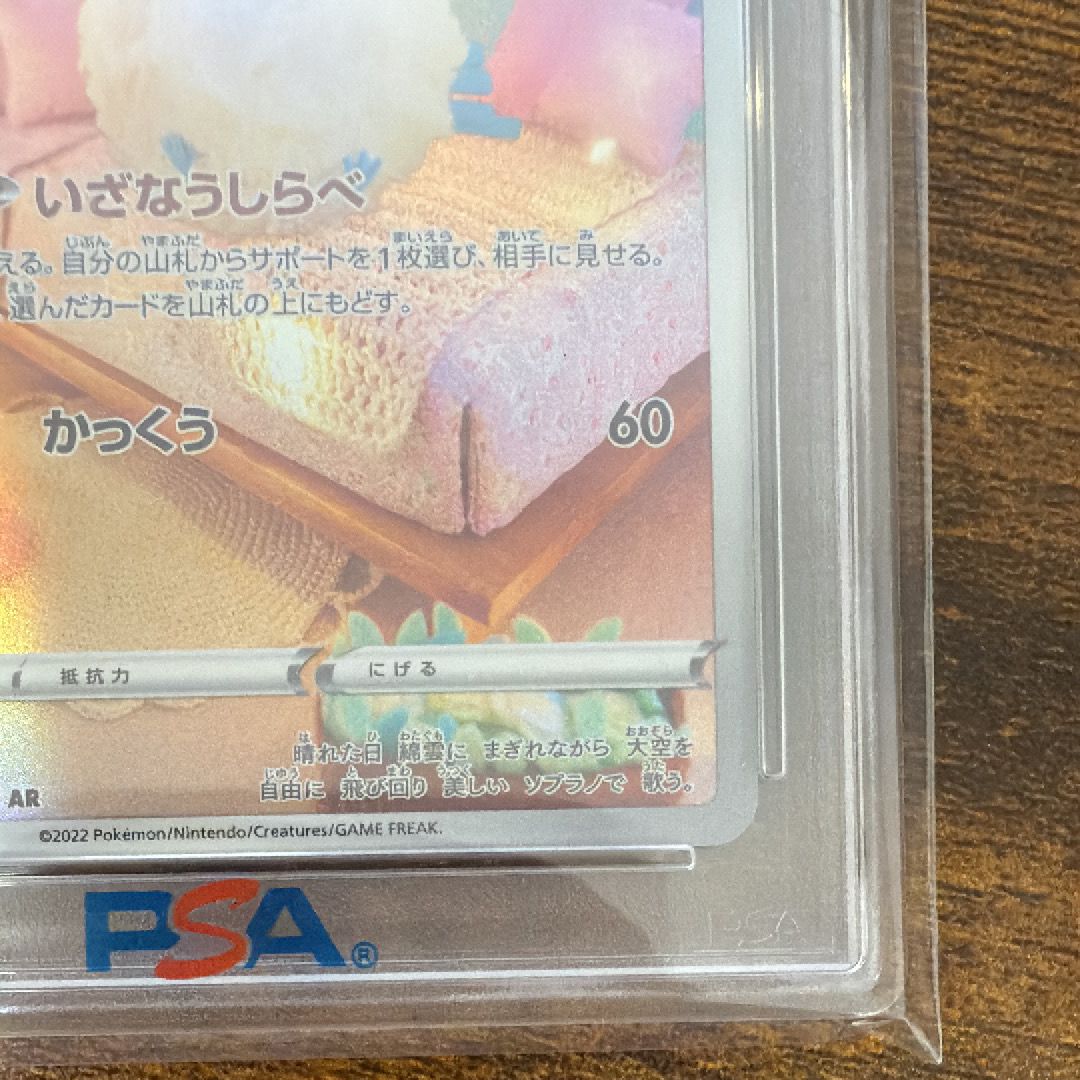 いざなうしらべ
える。自分の山札からサポートを1枚選び、相手に見せる。
選んだカードを山札の上にもどす。
かっくう 60
抵抗力 にげる
晴れた日 綿雲に まぎれながら 大空を
自由に 飛び回り 美しい ソプラノで 歌う。
AR
©2022 Pokémon/Nintendo/Creatures/GAME FREAK.
PSA®
PSA